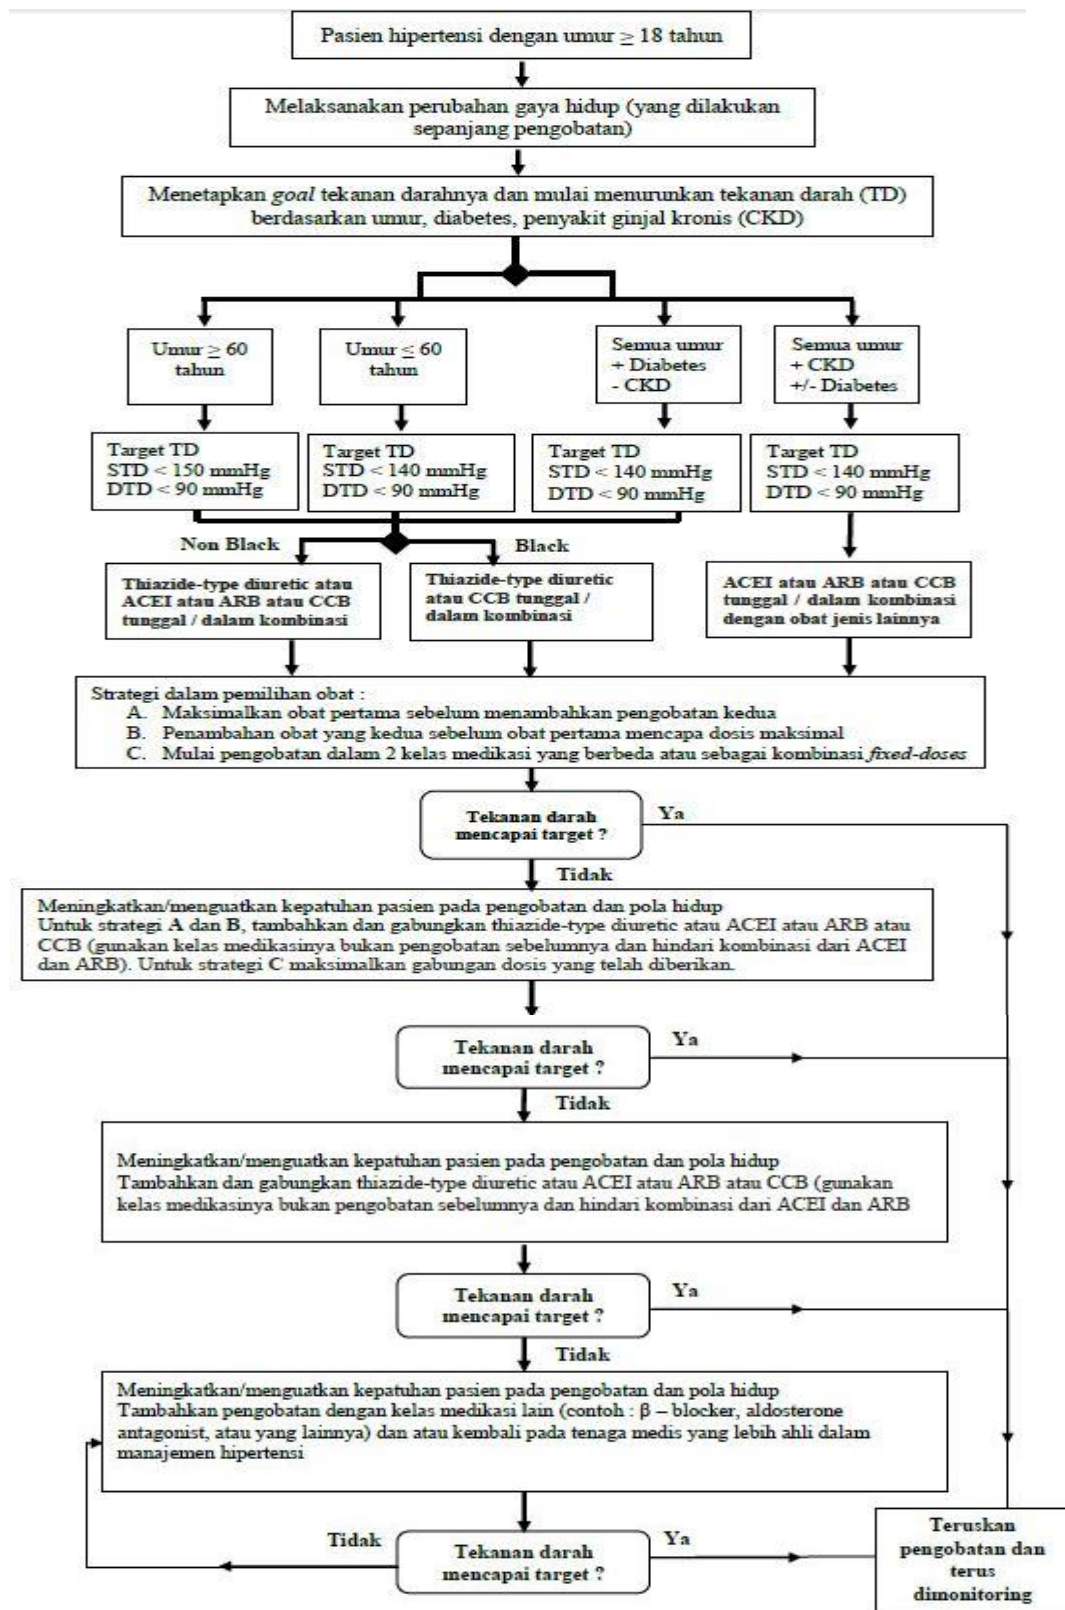 Pasien hipertensi dengan umur ≥ 18 tahun
Melaksanakan perubahan gaya hidup (yang dilakukan
sepanjang pengobatan)
Menetapkan goal tekanan darahnya dan mulai menurunkan tekanan darah (TD)
berdasarkan umur, diabetes, penyakit ginjal kronis (CKD)
Umur ≥ 60
tahun
Umur ≤ 60
tahun
Semua umur
+ Diabetes
- CKD
Semua umur
+ CKD
+/- Diabetes
Target TD
STD < 150 mmHg
DTD < 90 mmHg
Target TD
STD < 140 mmHg
DTD < 90 mmHg
Target TD
STD < 140 mmHg
DTD < 90 mmHg
Target TD
STD < 140 mmHg
DTD < 90 mmHg
Non Black
Black
Thiazide-type diuretic atau
ACEI atau ARB atau CCB
tunggal / dalam kombinasi
Thiazide-type diuretic
atau CCB tunggal /
dalam kombinasi
ACEI atau ARB atau CCB
tunggal / dalam kombinasi
dengan obat jenis lainnya
Strategi dalam pemilihan obat :
A. Maksimalkan obat pertama sebelum menambahkan pengobatan kedua
B. Penambahan obat yang kedua sebelum obat pertama mencapa dosis maksimal
C. Mulai pengobatan dalam 2 kelas medikasi yang berbeda atau sebagai kombinasi fixed-doses
Tekanan darah
mencapai target ?
Ya
Tidak
Meningkatkan/menguatkan kepatuhan pasien pada pengobatan dan pola hidup
Untuk strategi A dan B, tambahkan dan gabungkan thiazide-type diuretic atau ACEI atau ARB atau
CCB (gunakan kelas medikasinya bukan pengobatan sebelumnya dan hindari kombinasi dari ACEI
dan ARB). Untuk strategi C maksimalkan gabungan dosis yang telah diberikan.
Tekanan darah
mencapai target ?
Ya
Tidak
Meningkatkan/menguatkan kepatuhan pasien pada pengobatan dan pola hidup
Tambahkan dan gabungkan thiazide-type diuretic atau ACEI atau ARB atau CCB (gunakan
kelas medikasinya bukan pengobatan sebelumnya dan hindari kombinasi dari ACEI dan ARB
Tekanan darah
mencapai target ?
Ya
Tidak
Meningkatkan/menguatkan kepatuhan pasien pada pengobatan dan pola hidup
Tambahkan pengobatan dengan kelas medikasi lain (contoh : β – blocker, aldosterone
antagonist, atau yang lainnya) dan atau kembali pada tenaga medis yang lebih ahli dalam
manajemen hipertensi
Tidak
Tekanan darah
mencapai target ?
Ya
Teruskan
pengobatan dan
terus
dimonitoring